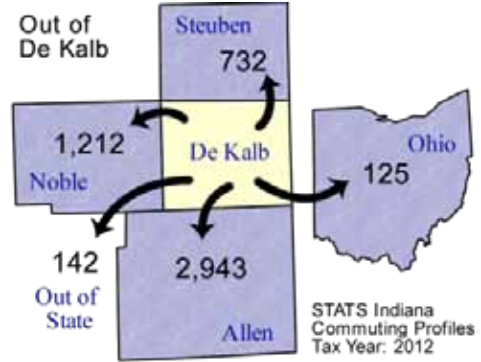 Out of
De Kalb
Steuben
732
1,212
Noble
De Kalb
Ohio
125
142
Out of
State
2,943
Allen
STATS Indiana
Commuting Profiles
Tax Year: 2012